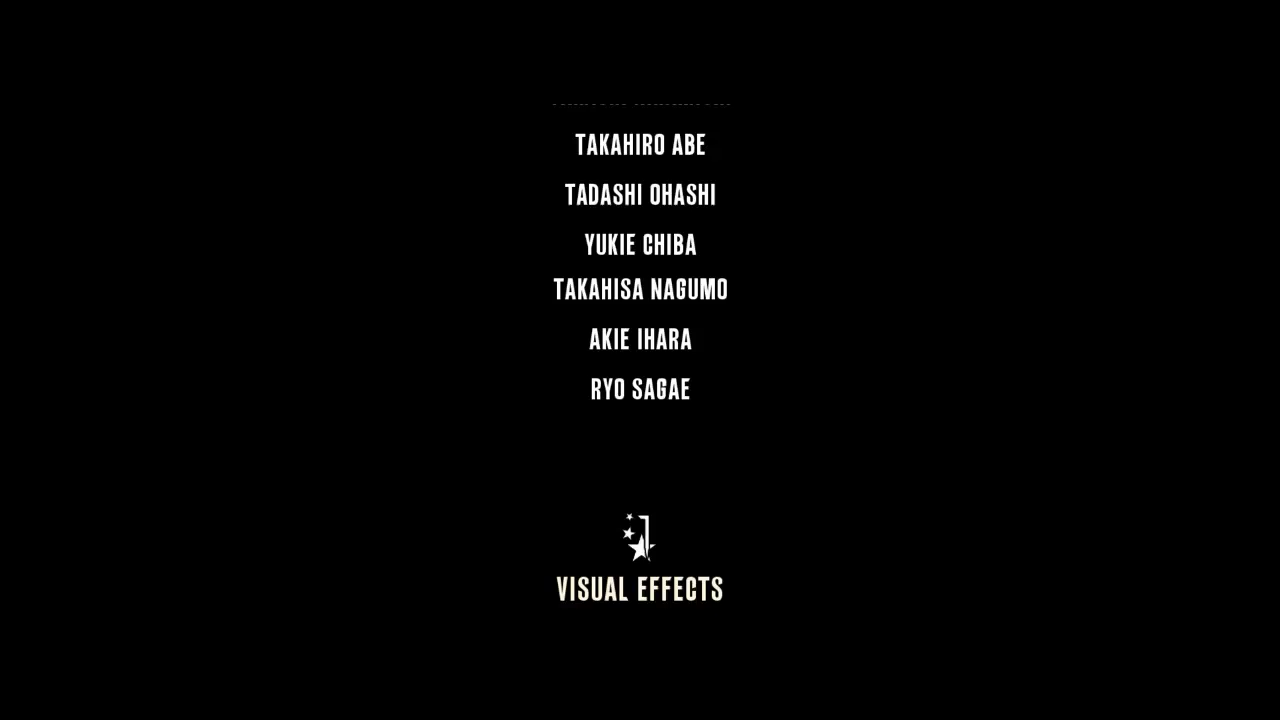 TAKAHIRO ABE
TADASHI OHASHI
YUKIE CHIBA
TAKAHISA NAGUMO
AKIE IHARA
RYO SAGAE
VISUAL EFFECTS